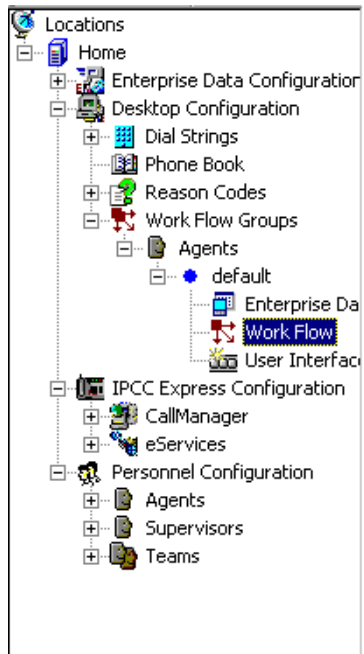 Locations
Home
Enterprise Data Configuration
Desktop Configuration
Dial Strings
Phone Book
Reason Codes
Work Flow Groups
Agents
default
Enterprise Da
Work Flow
User Interfac
IPCC Express Configuration
CallManager
eServices
Personnel Configuration
Agents
Supervisors
Teams